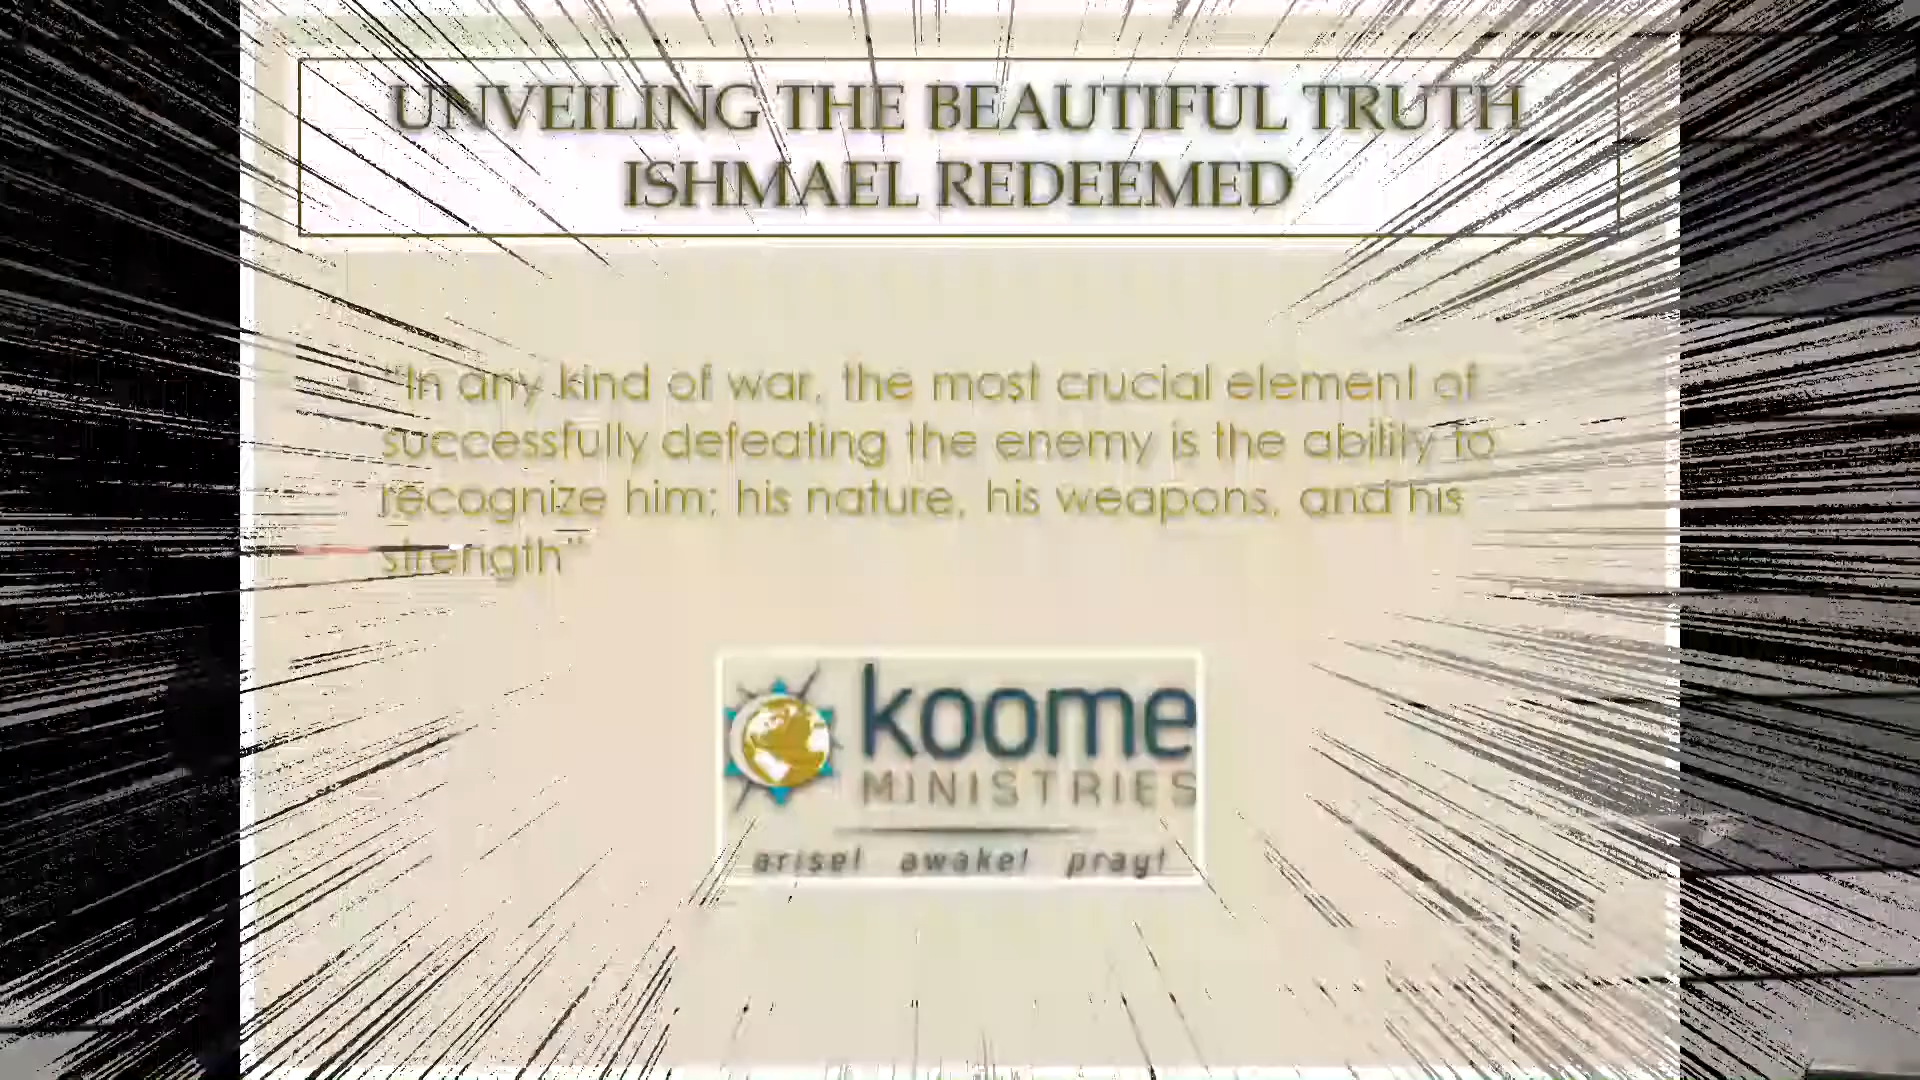 UNVEILING THE BEAUTIFUL TRUTH
ISHMAEL REDEEMED
"In any kind of war, the most crucial element of
successfully defeating the enemy is the ability to
recognize him; his nature, his weapons, and his
strength"
koome
MINISTRIES
arise! awake! pray!